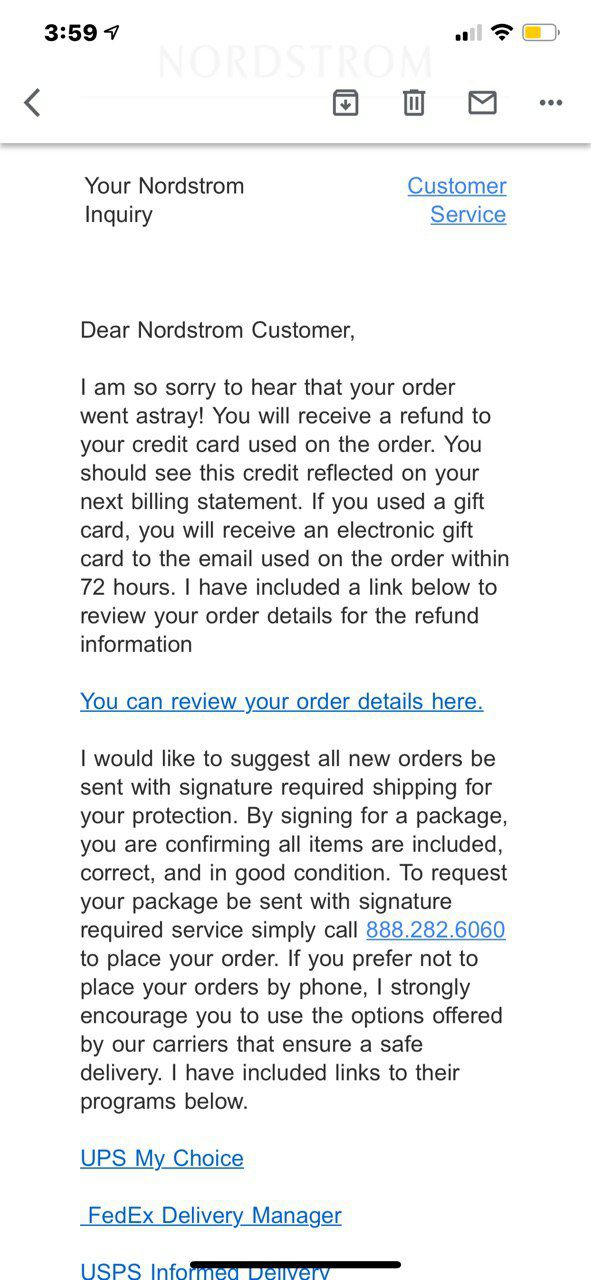 3:59
NORDSTROM
Your Nordstrom
Inquiry
Customer
Service
Dear Nordstrom Customer,
I am so sorry to hear that your order
went astray! You will receive a refund to
your credit card used on the order. You
should see this credit reflected on your
next billing statement. If you used a gift
card, you will receive an electronic gift
card to the email used on the order within
72 hours. I have included a link below to
review your order details for the refund
information
You can review your order details here.
I would like to suggest all new orders be
sent with signature required shipping for
your protection. By signing for a package,
you are confirming all items are included,
correct, and in good condition. To request
your package be sent with signature
required service simply call 888.282.6060
to place your order. If you prefer not to
place your orders by phone, I strongly
encourage you to use the options offered
by our carriers that ensure a safe
delivery. I have included links to their
programs below.
UPS My Choice
FedEx Delivery Manager
USPS Informed Delivery